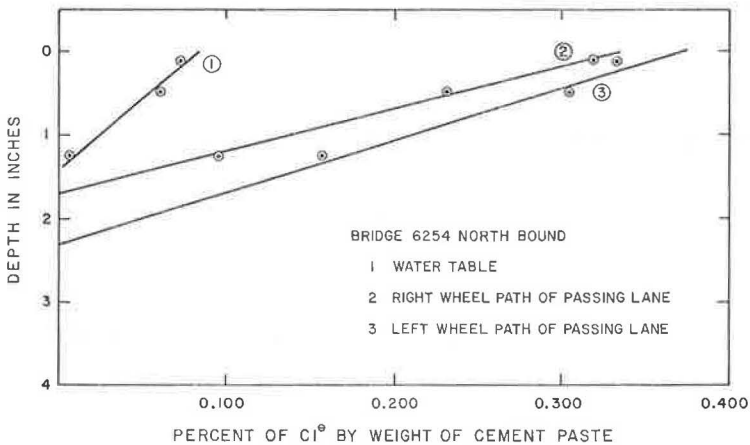 0
1
2
3
4
DEPTH IN INCHES
1
2
3
BRIDGE 6254 NORTH BOUND
1 WATER TABLE
2 RIGHT WHEEL PATH OF PASSING LANE
3 LEFT WHEEL PATH OF PASSING LANE
0.100 0.200 0.300 0.400
PERCENT OF Cl⊖ BY WEIGHT OF CEMENT PASTE